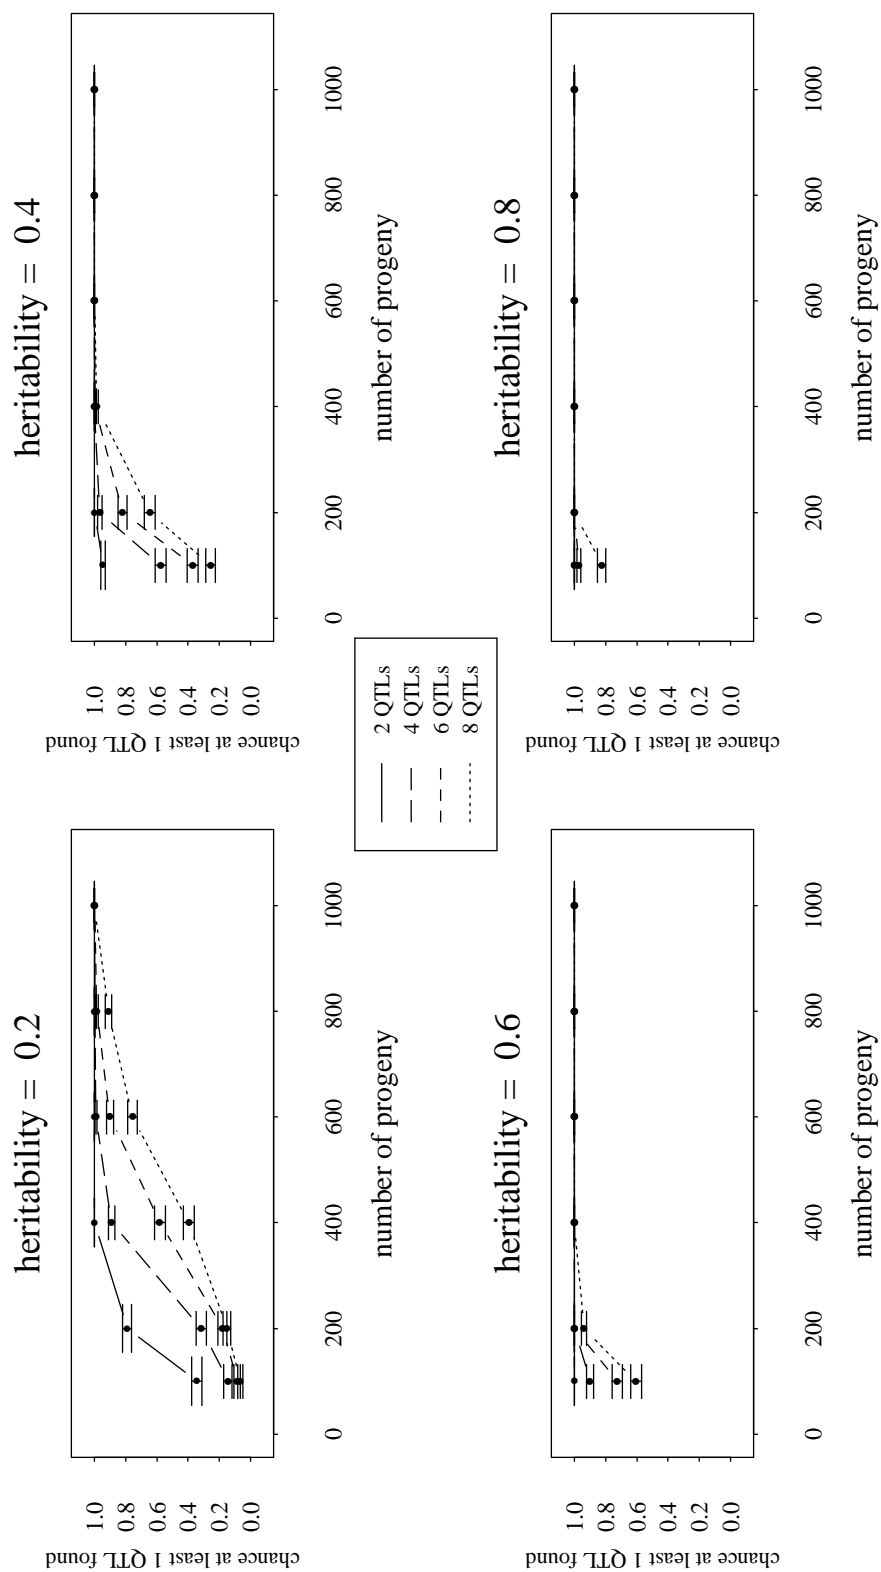 heritability = 0.2
chance at least 1 QTL found
0.0 0.2 0.4 0.6 0.8 1.0
0 200 400 600 800 1000
number of progeny
heritability = 0.4
chance at least 1 QTL found
0.0 0.2 0.4 0.6 0.8 1.0
0 200 400 600 800 1000
number of progeny
2 QTLs
4 QTLs
6 QTLs
8 QTLs
heritability = 0.6
chance at least 1 QTL found
0.0 0.2 0.4 0.6 0.8 1.0
0 200 400 600 800 1000
number of progeny
heritability = 0.8
chance at least 1 QTL found
0.0 0.2 0.4 0.6 0.8 1.0
0 200 400 600 800 1000
number of progeny